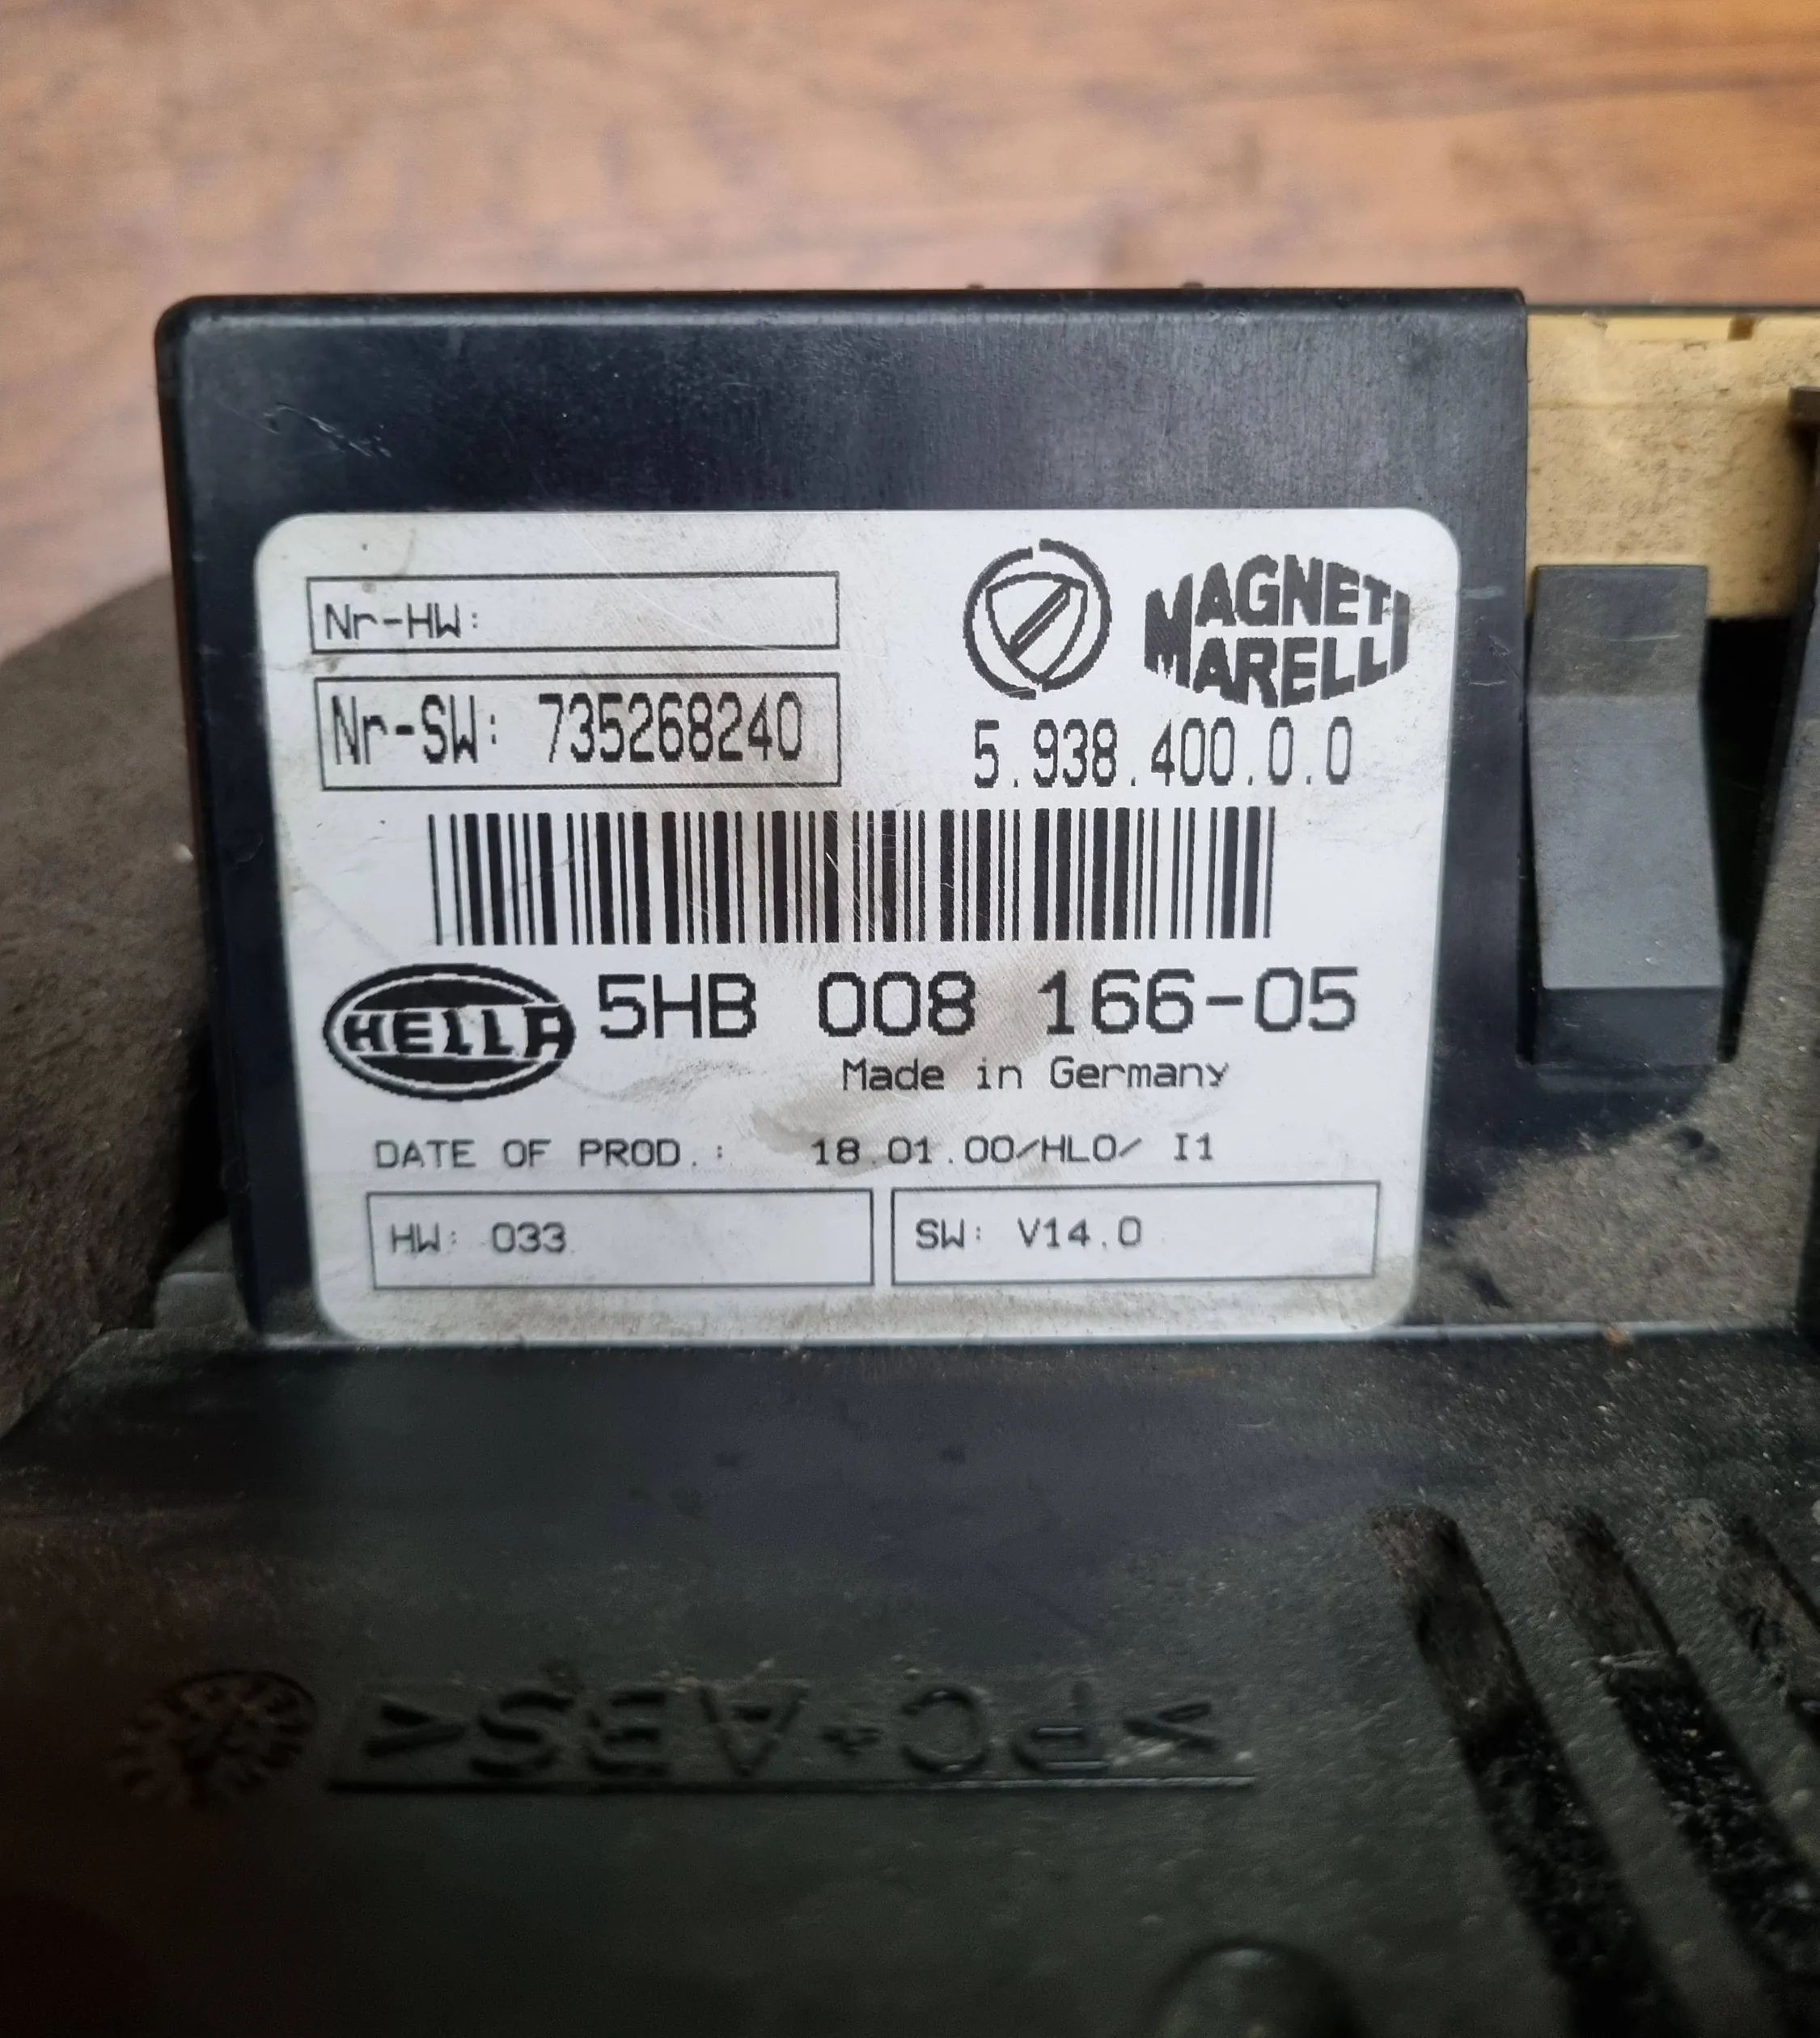 Nr-HW:
MAGNETI
MARELLI
Nr-SW: 735268240
5.938.400.0.0
HELLA 5HB 008 166-05
Made in Germany
DATE OF PROD.: 18.01.00/HLO/ I1
HW: 033
SW: V14.0
>PC+ABS<